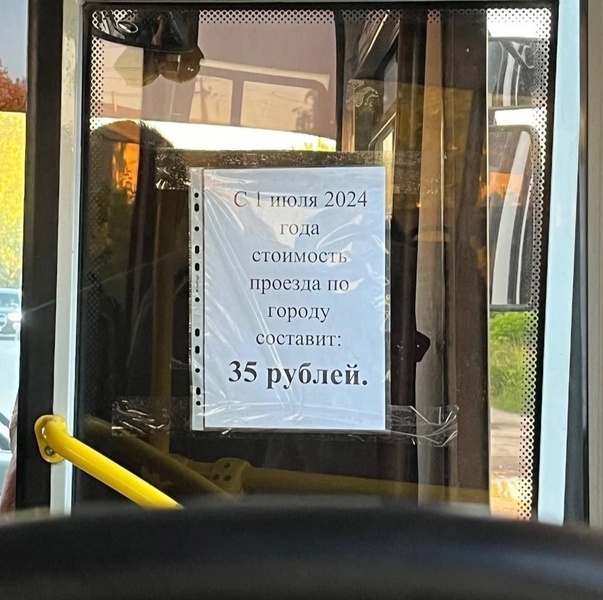 С 1 июля 2024
года
стоимость
проезда по
городу
составит:
35 рублей.